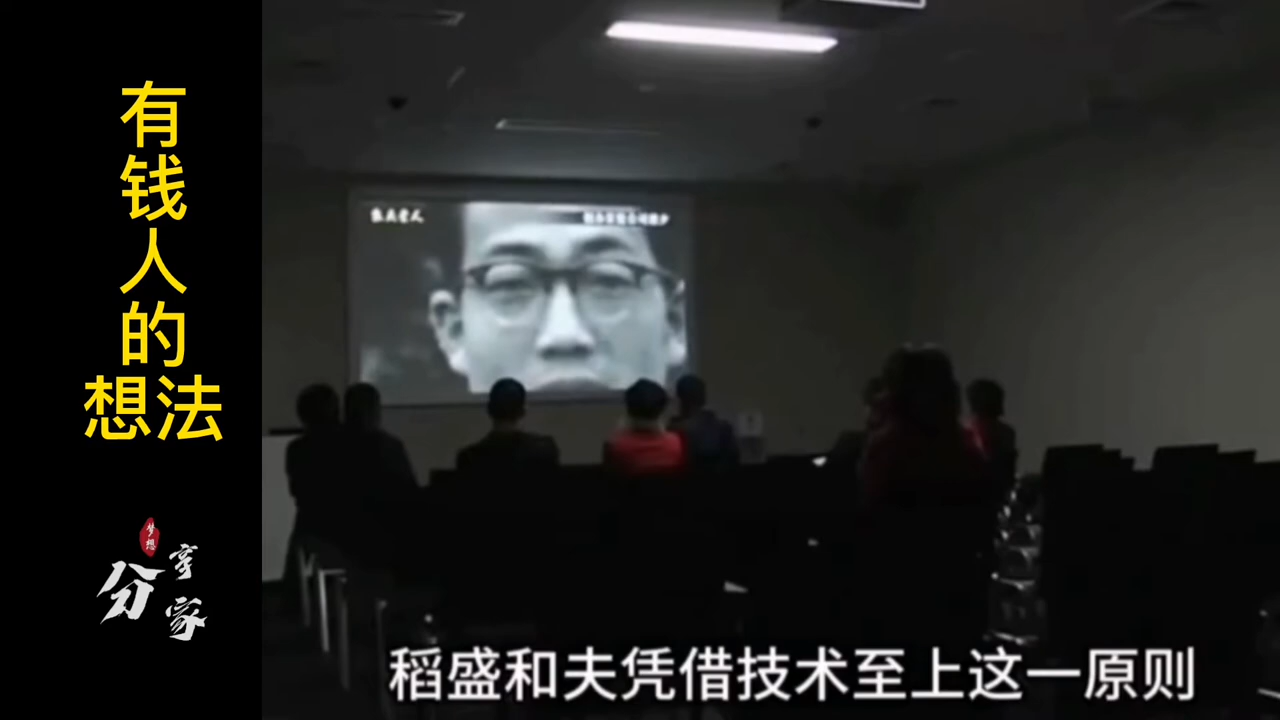 有
钱
人
的
想法
梦想
分享家
稻盛和夫凭借技术至上这一原则